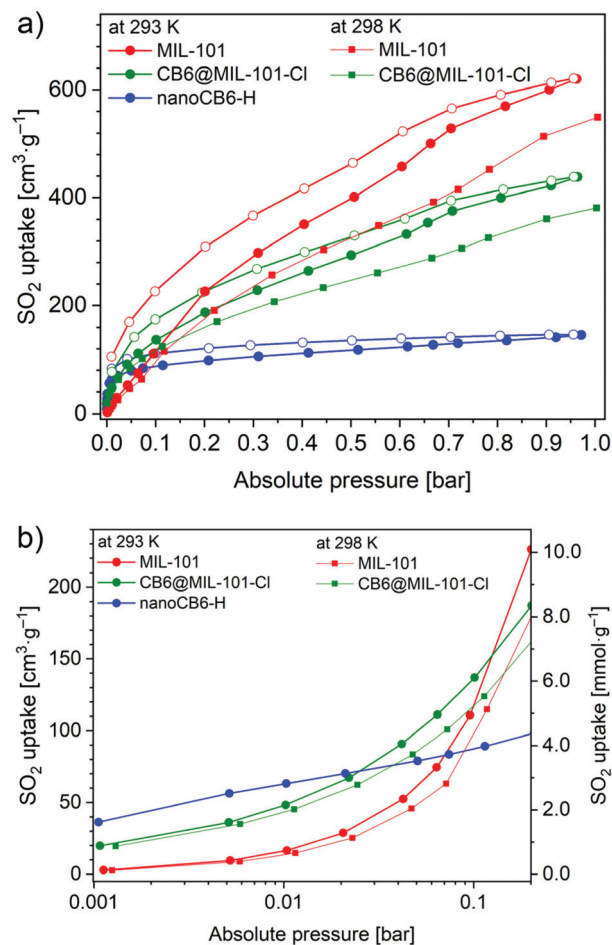 a)
at 293 K
MIL-101
CB6@MIL-101-Cl
nanoCB6-H
at 298 K
MIL-101
CB6@MIL-101-Cl
SO₂ uptake [cm³·g⁻¹]
600
400
200
0
0.0 0.1 0.2 0.3 0.4 0.5 0.6 0.7 0.8 0.9 1.0
Absolute pressure [bar]
b)
at 293 K
MIL-101
CB6@MIL-101-Cl
nanoCB6-H
at 298 K
MIL-101
CB6@MIL-101-Cl
SO₂ uptake [cm³·g⁻¹]
200
150
100
50
0
10.0
8.0
6.0
4.0
2.0
0.0
SO₂ uptake [mmol·g⁻¹]
0.001 0.01 0.1
Absolute pressure [bar]